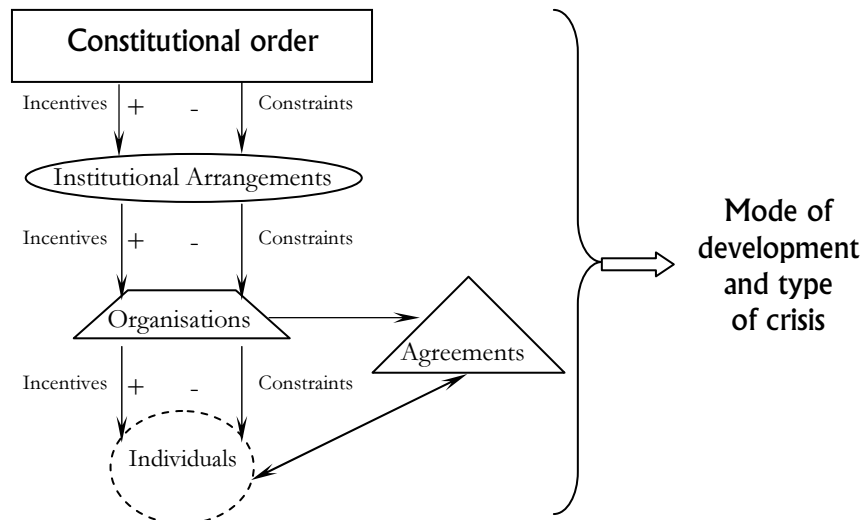 Constitutional order
Incentives + - Constraints
Institutional Arrangements
Incentives + - Constraints
Organisations
Agreements
Incentives + - Constraints
Individuals
Mode of
development
and type
of crisis